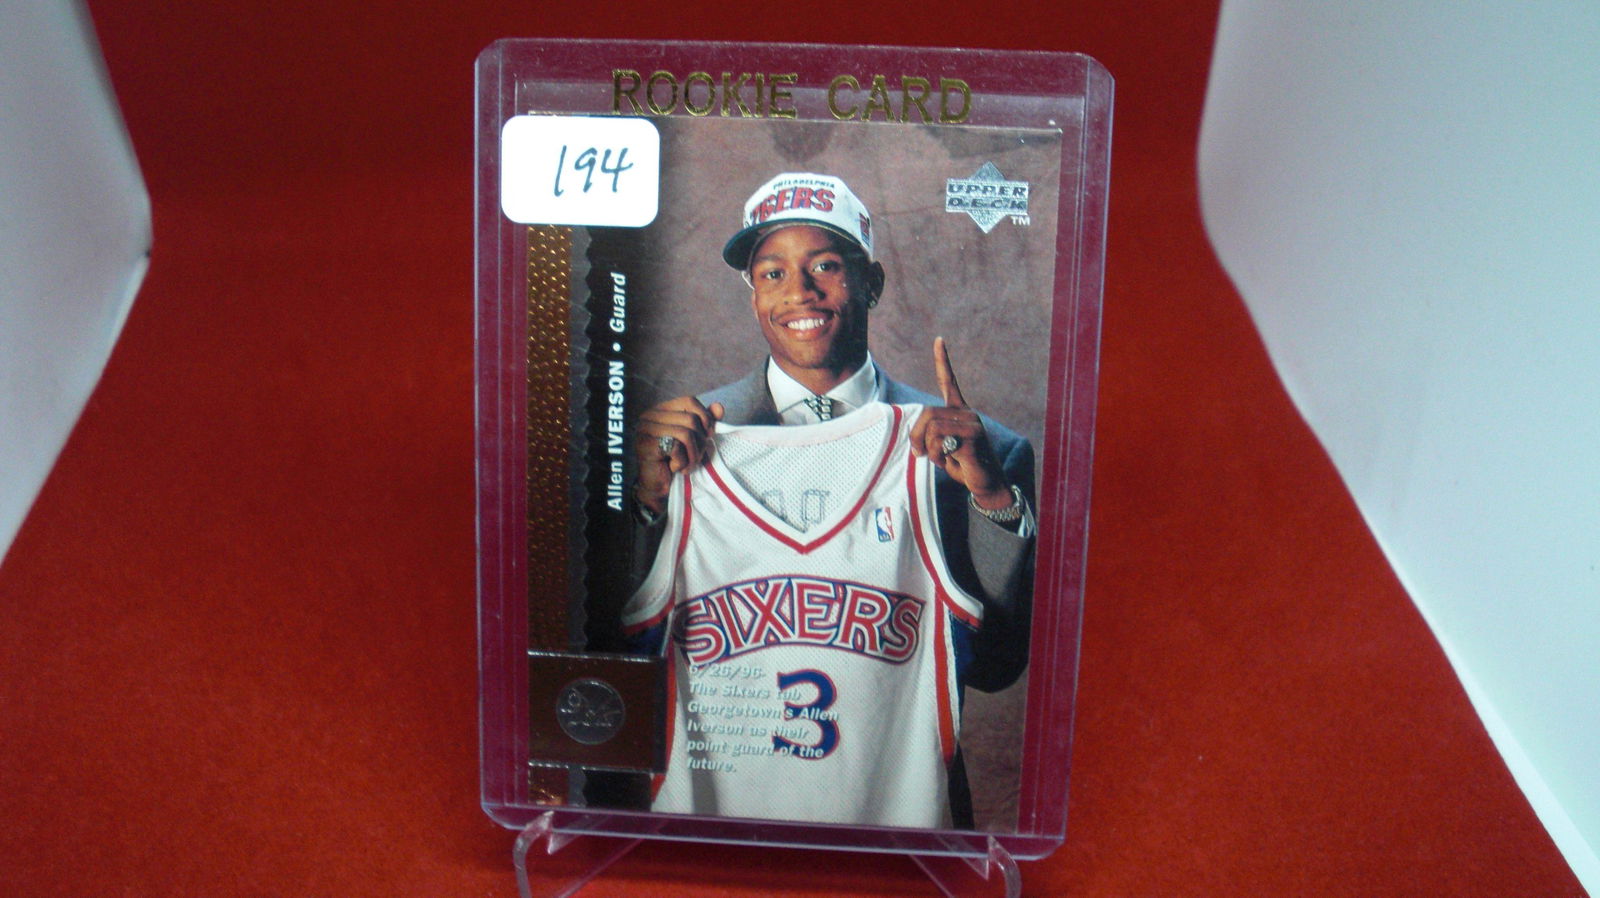 ROOKIE CARD
194
UPPER
DECK
TM
PHILADELPHIA
76ERS
Allen IVERSON • Guard
SIXERS
3
6/26/96-
The Sixers tab
Georgetown's Allen
Iverson as their
point guard of the
future.